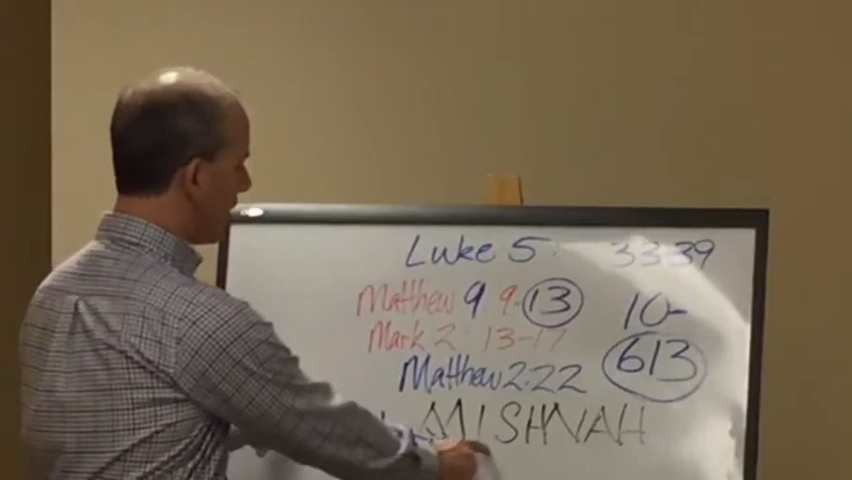 Luke 5: 33-39
Matthew 9 9-13 10-
Mark 2: 13-17 613
Matthew 2:22
MISHNAH